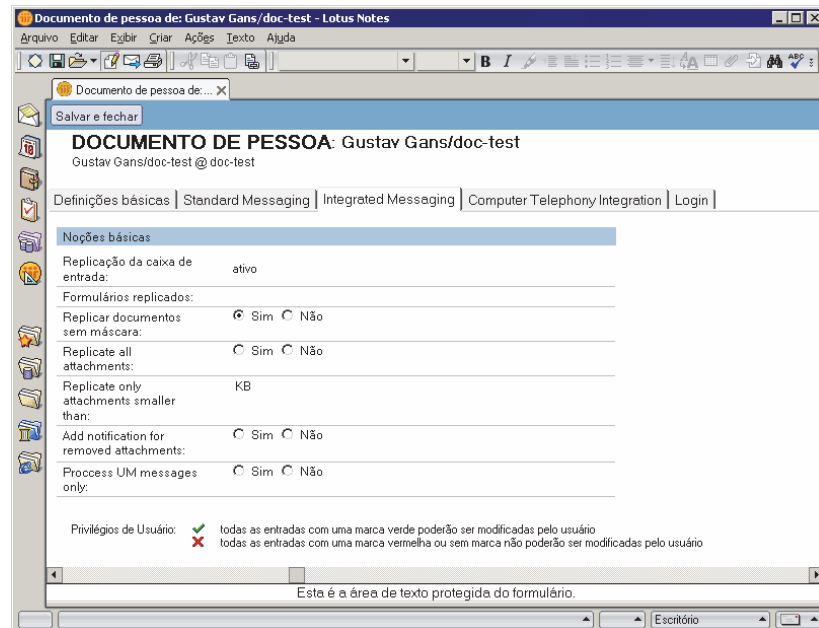 Documento de pessoa de: Gustav Gans/doc-test - Lotus Notes
Arquivo Editar Exibir Criar Ações Texto Ajuda
B I
Documento de pessoa de:...
Salvar e fechar
DOCUMENTO DE PESSOA: Gustav Gans/doc-test
Gustav Gans/doc-test @ doc-test
Definições básicas Standard Messaging Integrated Messaging Computer Telephony Integration Login
Noções básicas
Replicação da caixa de
entrada:
ativo
Formulários replicados:
Replicar documentos
sem máscara:
Sim Não
Replicate all
attachments:
Sim Não
Replicate only
attachments smaller
than:
KB
Add notification for
removed attachments:
Sim Não
Proccess UM messages
only:
Sim Não
Privilégios de Usuário: todas as entradas com uma marca verde poderão ser modificadas pelo usuário
todas as entradas com uma marca vermelha ou sem marca não poderão ser modificadas pelo usuário
Esta é a área de texto protegida do formulário.
Escritório